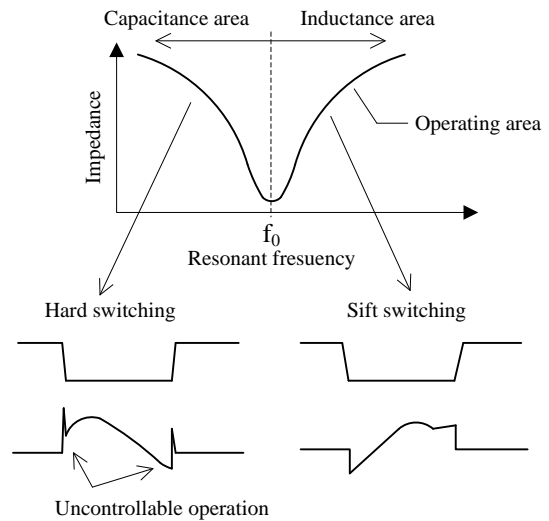 Capacitance area
Inductance area
Impedance
Operating area
f0
Resonant fresuency
Hard switching
Sift switching
Uncontrollable operation